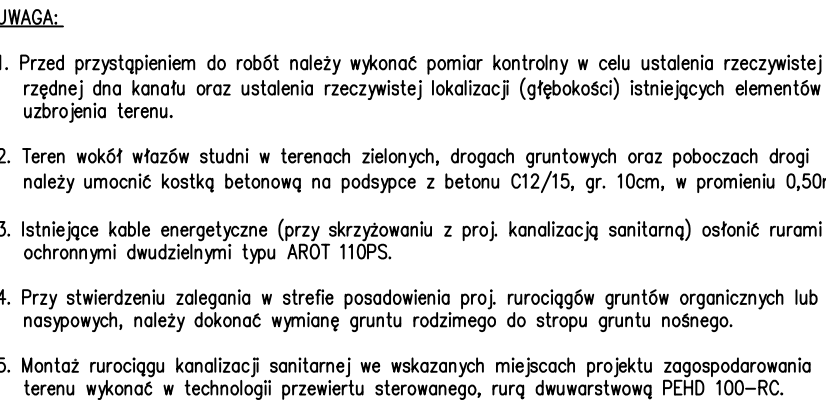 UWAGA:
1. Przed przystąpieniem do robót należy wykonać pomiar kontrolny w celu ustalenia rzeczywistej
rzędnej dna kanału oraz ustalenia rzeczywistej lokalizacji (głębokości) istniejących elementów
uzbrojenia terenu.
2. Teren wokół włazów studni w terenach zielonych, drogach gruntowych oraz poboczach drogi
należy umocnić kostką betonową na podsypce z betonu C12/15, gr. 10cm, w promieniu 0,50m
3. Istniejące kable energetyczne (przy skrzyżowaniu z proj. kanalizacją sanitarną) osłonić rurami
ochronnymi dwudzielnymi typu AROT 110PS.
4. Przy stwierdzeniu zalegania w strefie posadowienia proj. rurociągów gruntów organicznych lub
nasypowych, należy dokonać wymianę gruntu rodzimego do stropu gruntu nośnego.
5. Montaż rurociągu kanalizacji sanitarnej we wskazanych miejscach projektu zagospodarowania
terenu wykonać w technologii przewiertu sterowanego, rurą dwuwarstwową PEHD 100-RC.